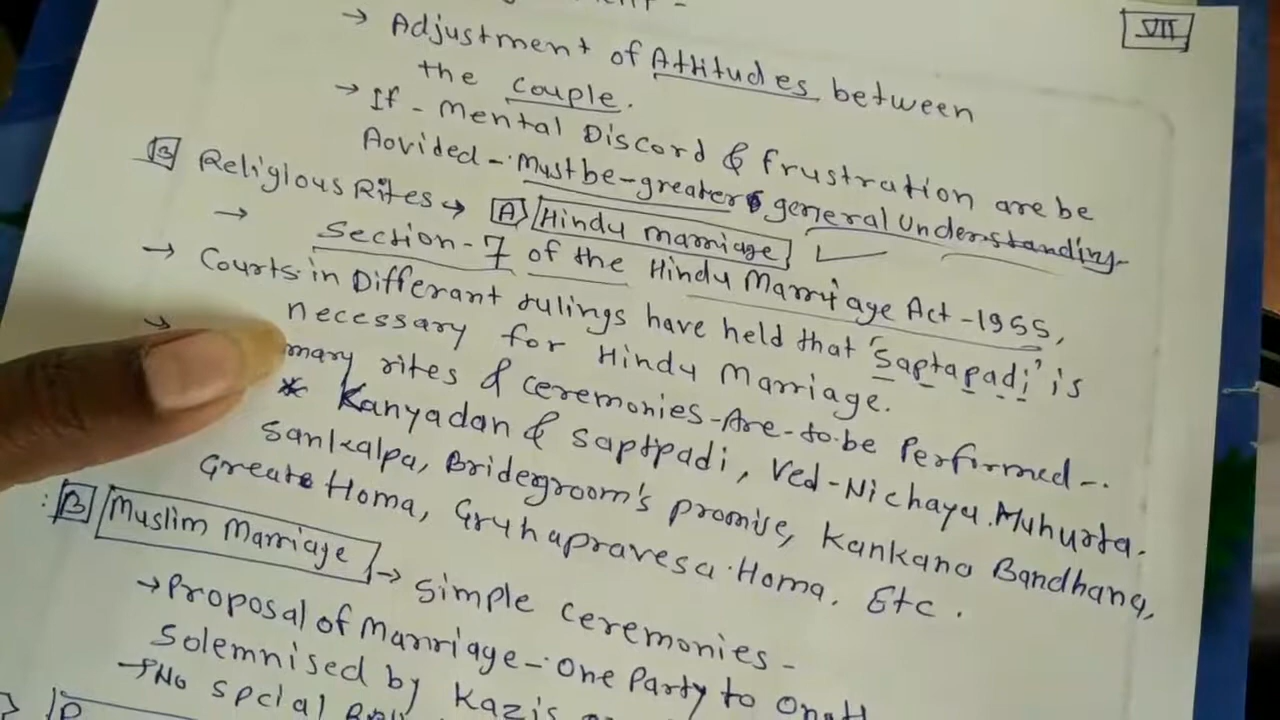 VII
→ Adjustment of Attitudes between
the couple.
→ If - Mental Discord & frustration are be
Aovided - Must be - greater general Understanding.
B Religious Rites → A Hindu marriage
→ Section - 7 of the Hindu Marriage Act - 1955,
→ Courts in Differant rulings have held that 'Saptapadi' is
necessary for Hindu Marriage.
→ many rites & ceremonies - Are - to be Performed -
* Kanyadan & saptpadi, Ved - Nichaya Muhurta.
Sankalpa, Bridegroom's promise, Kankana Bandhana,
Greate Homa, Gruhapravesa Homa. Etc.
B Muslim Marriage → simple ceremonies -
→ Proposal of Marriage - One Party to
Solemnised by Kazis
→ No spcial